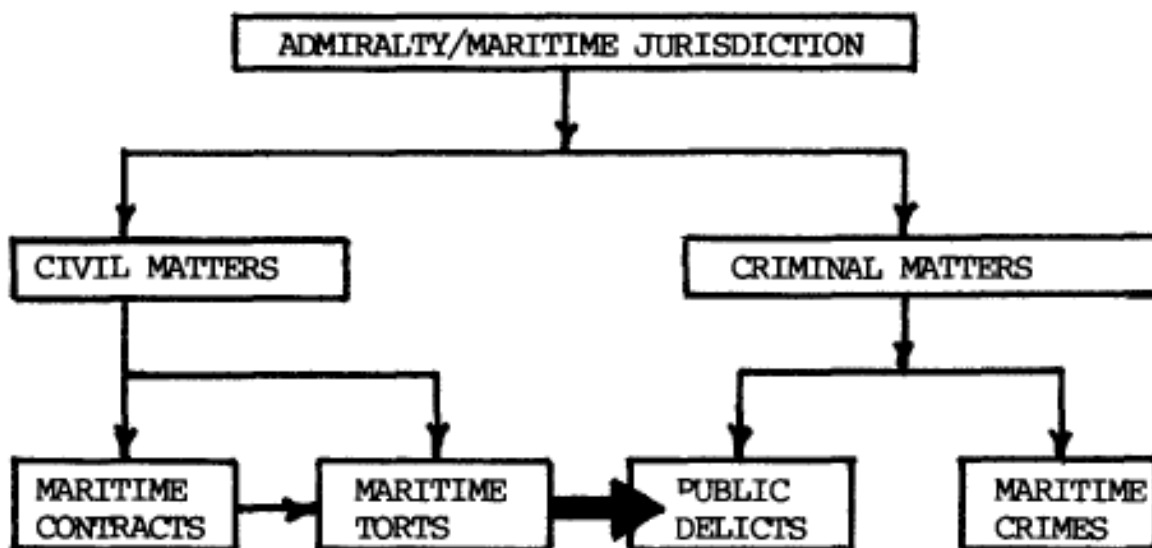 ADMIRALTY/MARITIME JURISDICTION
CIVIL MATTERS
CRIMINAL MATTERS
MARITIME
CONTRACTS
MARITIME
TORTS
PUBLIC
DELICTS
MARITIME
CRIMES